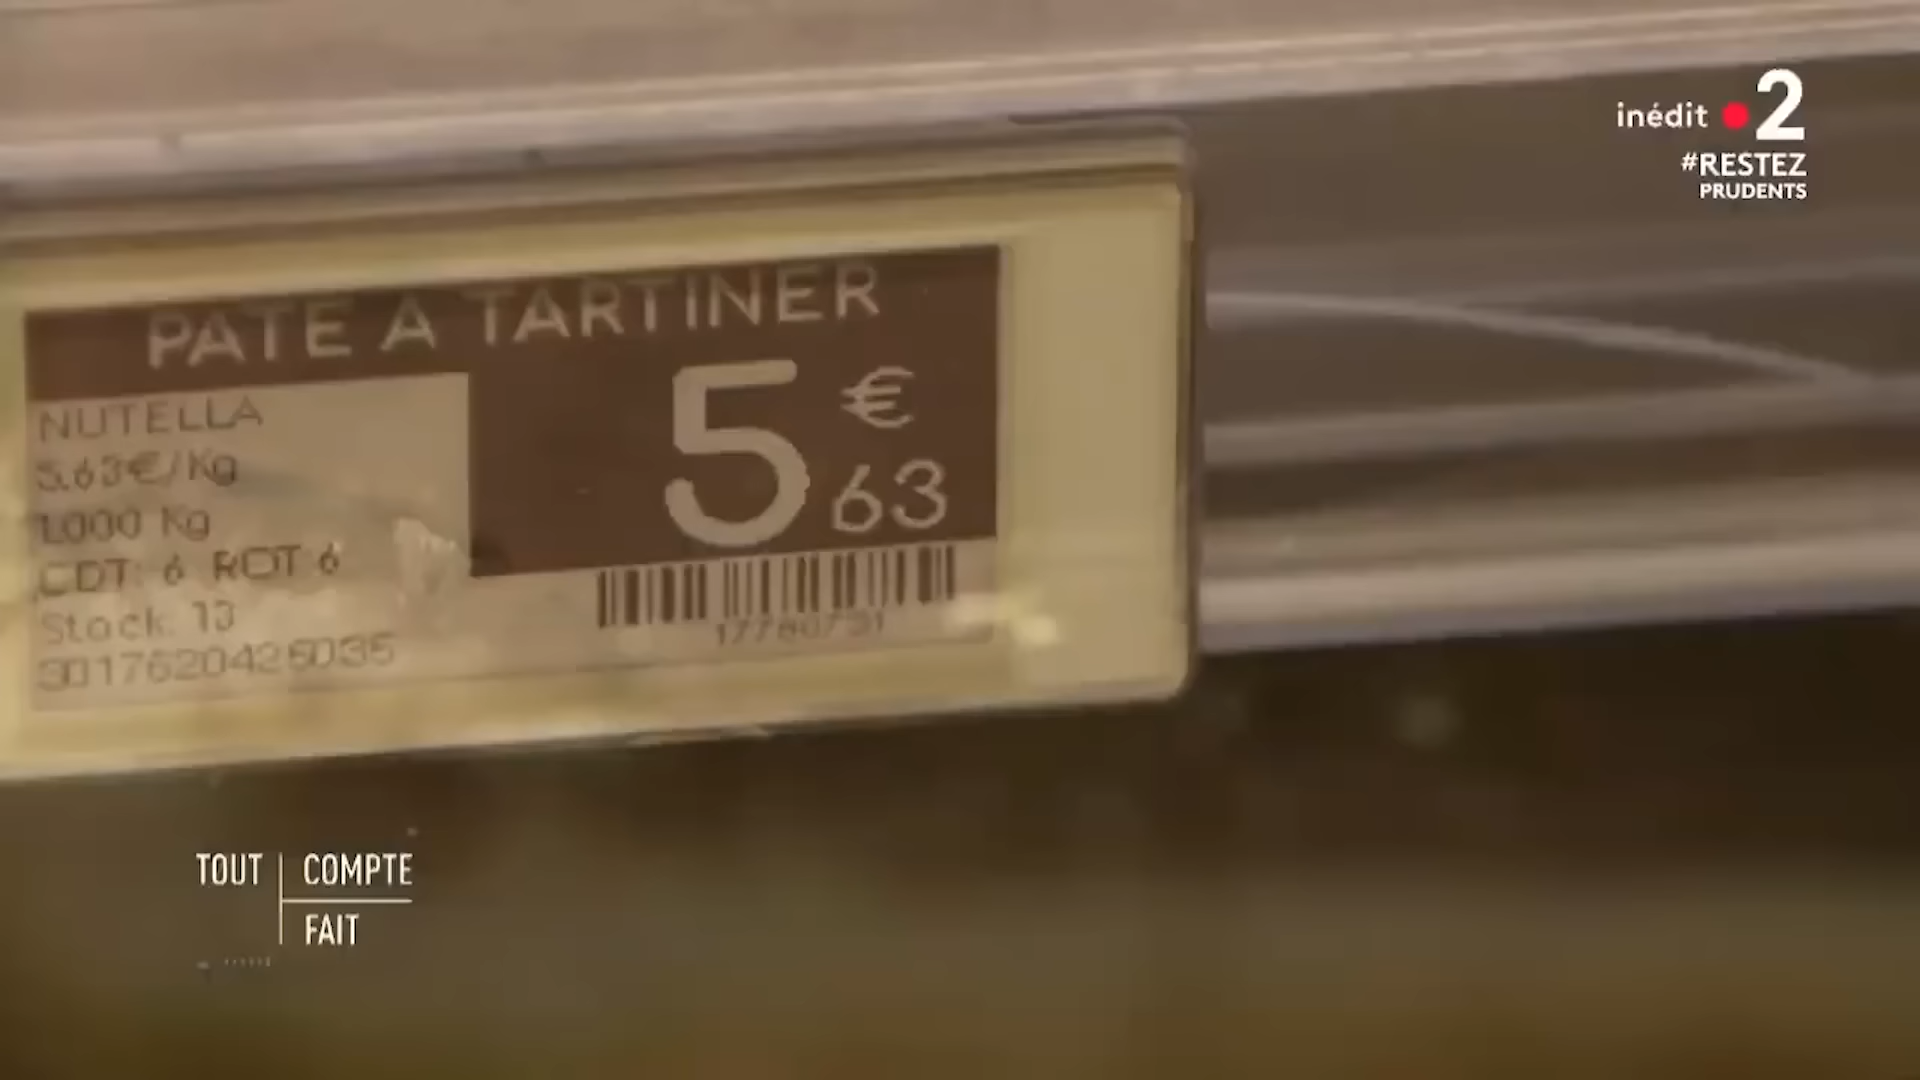 inédit 2
#RESTEZ
PRUDENTS
PATE A TARTINER
NUTELLA
5.63€/Kg
1.000 Kg
CDT: 6 ROT 6
Stock: 13
3017620426035
5 €
63
TOUT COMPTE
FAIT